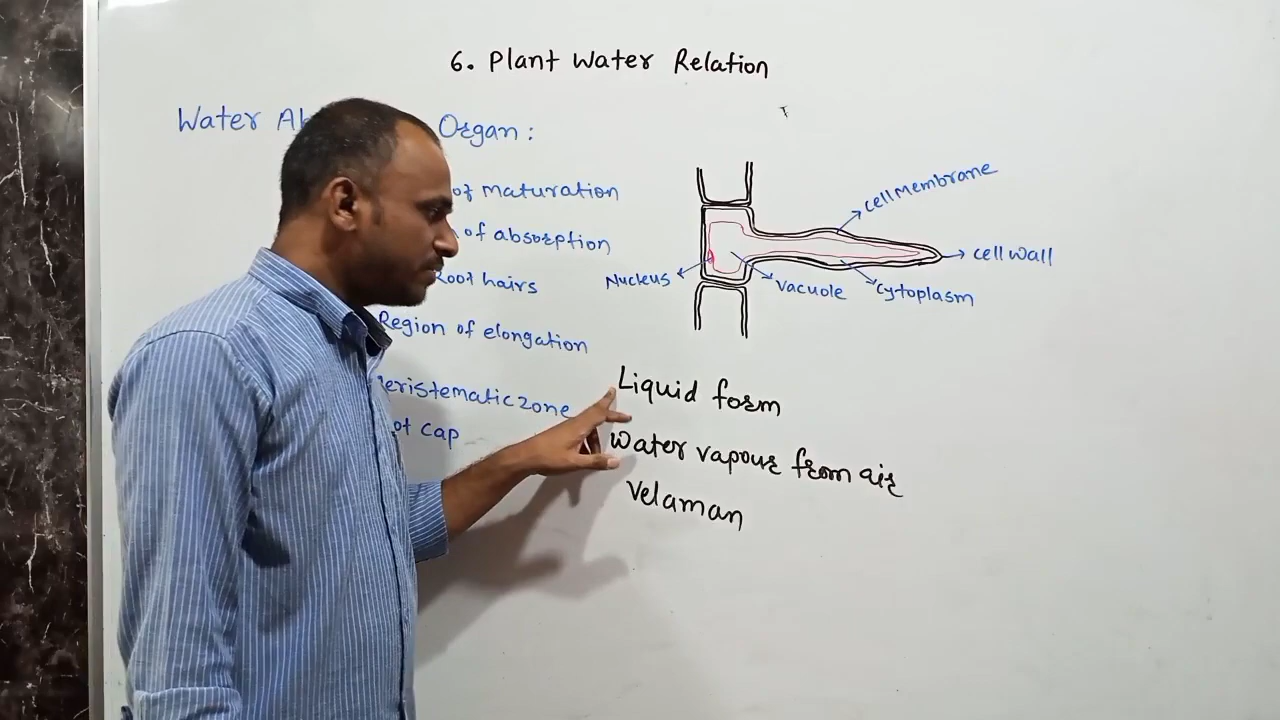 6. Plant Water Relation
Water Organ :
of maturation
of absorption
Root hairs
Region of elongation
eristematic zone
ot cap
cell Membrane
cell wall
cytoplasm
vacuole
Nucleus
Liquid form
Water vapour from air
Velaman